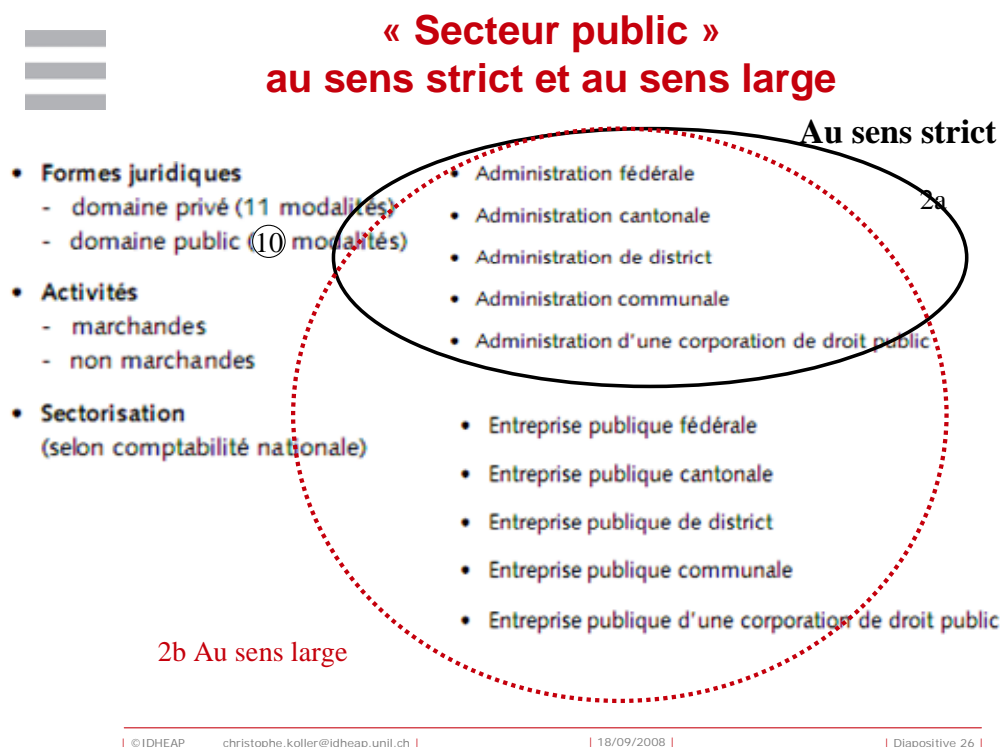 « Secteur public »
au sens strict et au sens large
Au sens strict
2a
• Formes juridiques
- domaine privé (11 modalités)
- domaine public (10 modalités)
• Activités
- marchandes
- non marchandes
• Sectorisation
(selon comptabilité nationale)
• Administration fédérale
• Administration cantonale
• Administration de district
• Administration communale
• Administration d'une corporation de droit public
• Entreprise publique fédérale
• Entreprise publique cantonale
• Entreprise publique de district
• Entreprise publique communale
• Entreprise publique d'une corporation de droit public
2b Au sens large
| ©IDHEAP christophe.koller@idheap.unil.ch | | 18/09/2008 | | Diapositive 26 |